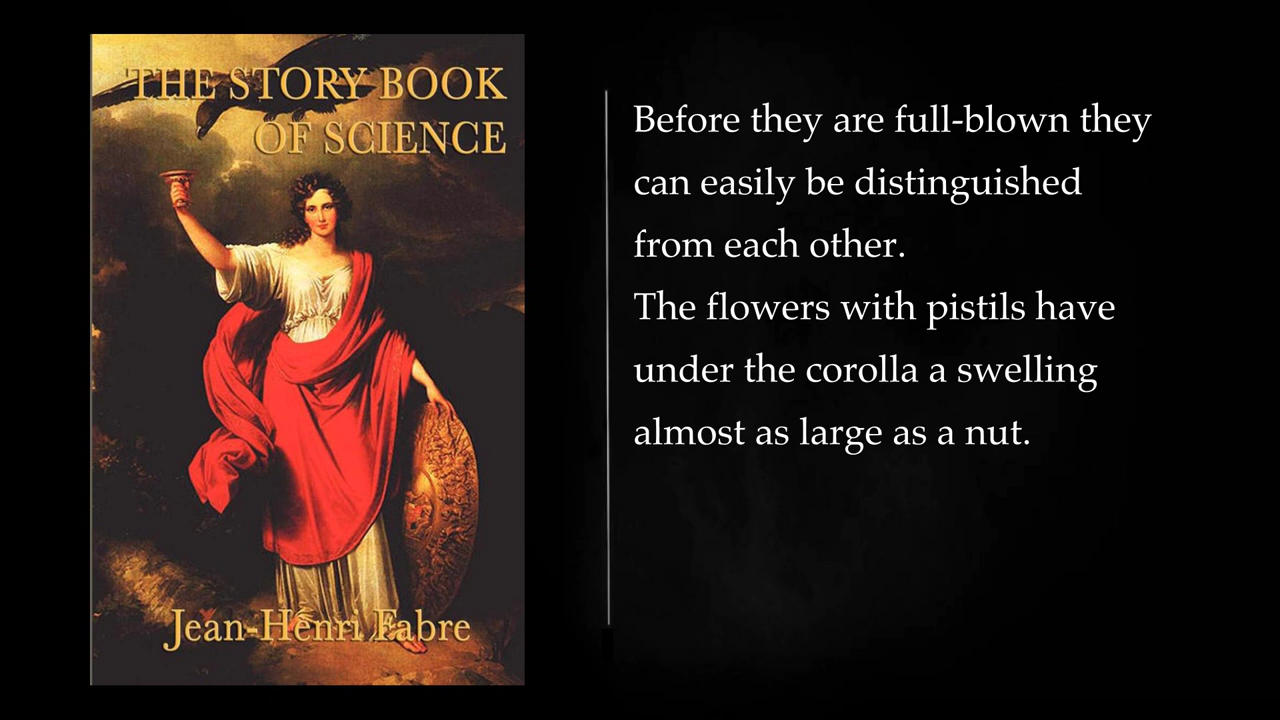 THE STORY BOOK
OF SCIENCE
Jean-Henri Fabre
Before they are full-blown they
can easily be distinguished
from each other.
The flowers with pistils have
under the corolla a swelling
almost as large as a nut.